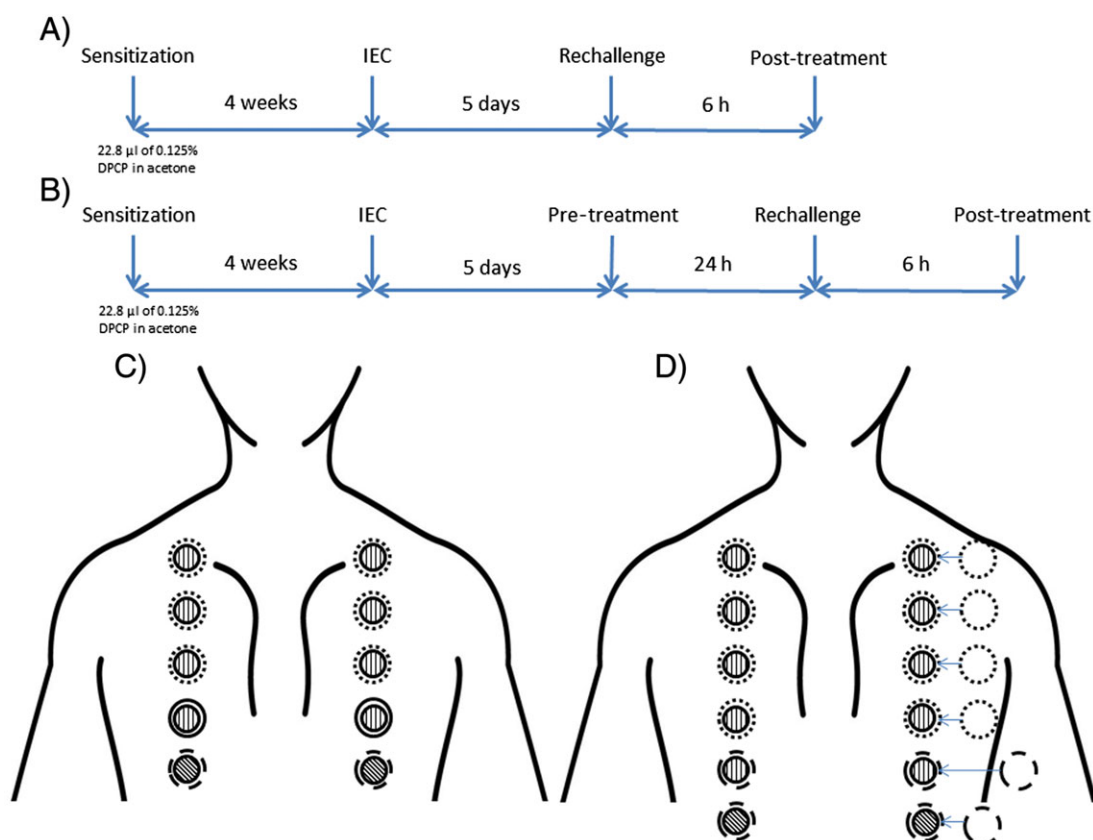 A)
Sensitization IEC Rechallenge Post-treatment
4 weeks 5 days 6 h
22.8 µl of 0.125%
DPCP in acetone
B)
Sensitization IEC Pre-treatment Rechallenge Post-treatment
4 weeks 5 days 24 h 6 h
22.8 µl of 0.125%
DPCP in acetone
C) D)